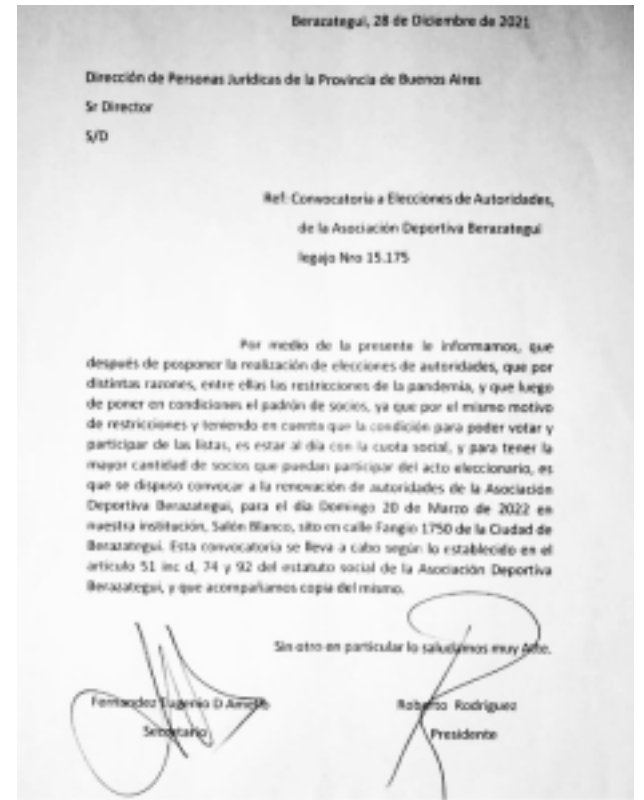 Berazategui, 28 de Diciembre de 2021
Dirección de Personas Jurídicas de la Provincia de Buenos Aires
Sr Director
S/D
Ref: Convocatoria a Elecciones de Autoridades,
de la Asociación Deportiva Berazategui
legajo Nro 15.175
Por medio de la presente le informamos, que
después de posponer la realización de elecciones de autoridades, que por
distintas razones, entre ellas las restricciones de la pandemia, y que luego
de poner en condiciones el padrón de socios, ya que por el mismo motivo
de restricciones y teniendo en cuenta que la condición para poder votar y
participar de las listas, es estar al día con la cuota social, y para tener la
mayor cantidad de socios que puedan participar del acto eleccionario, es
que se dispuso convocar a la renovación de autoridades de la Asociación
Deportiva Berazategui, para el día Domingo 20 de Marzo de 2022 en
nuestra institución, Salón Blanco, sito en calle Fangio 1750 de la Ciudad de
Berazategui. Esta convocatoria se lleva a cabo según lo establecido en el
artículo 51 inc d, 74 y 92 del estatuto social de la Asociación Deportiva
Berazategui, y que acompañamos copia del mismo.
Sin otro en particular lo saludamos muy Atte.
Fernandez Eugenio D
Roberto Rodríguez
Secretario
Presidente